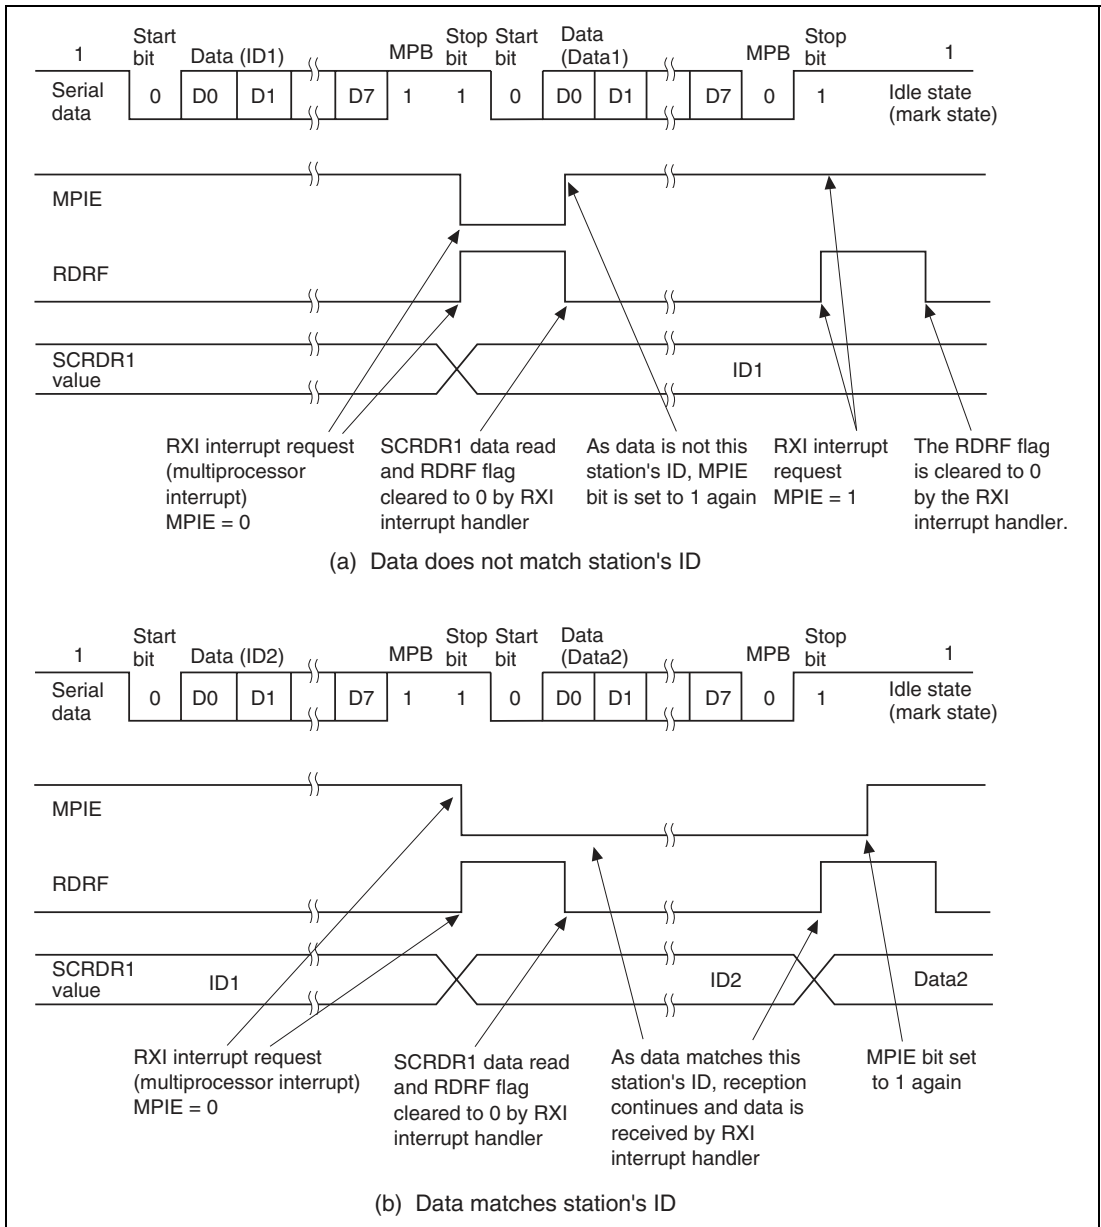 1 Start bit Data (ID1) MPB Stop bit Start bit Data (Data1) MPB Stop bit 1
Serial data 0 D0 D1 D7 1 1 0 D0 D1 D7 0 1 Idle state (mark state)
MPIE
RDRF
SCRDR1 value
ID1
RXI interrupt request
(multiprocessor
interrupt)
MPIE = 0
SCRDR1 data read
and RDRF flag
cleared to 0 by RXI
interrupt handler
As data is not this
station's ID, MPIE
bit is set to 1 again
RXI interrupt
request
MPIE = 1
The RDRF flag
is cleared to 0
by the RXI
interrupt handler.
(a) Data does not match station's ID
1 Start bit Data (ID2) MPB Stop bit Start bit Data (Data2) MPB Stop bit 1
Serial data 0 D0 D1 D7 1 1 0 D0 D1 D7 0 1 Idle state (mark state)
MPIE
RDRF
SCRDR1 value
ID1
ID2
Data2
RXI interrupt request
(multiprocessor interrupt)
MPIE = 0
SCRDR1 data read
and RDRF flag
cleared to 0 by RXI
interrupt handler
As data matches this
station's ID, reception
continues and data is
received by RXI
interrupt handler
MPIE bit set
to 1 again
(b) Data matches station's ID